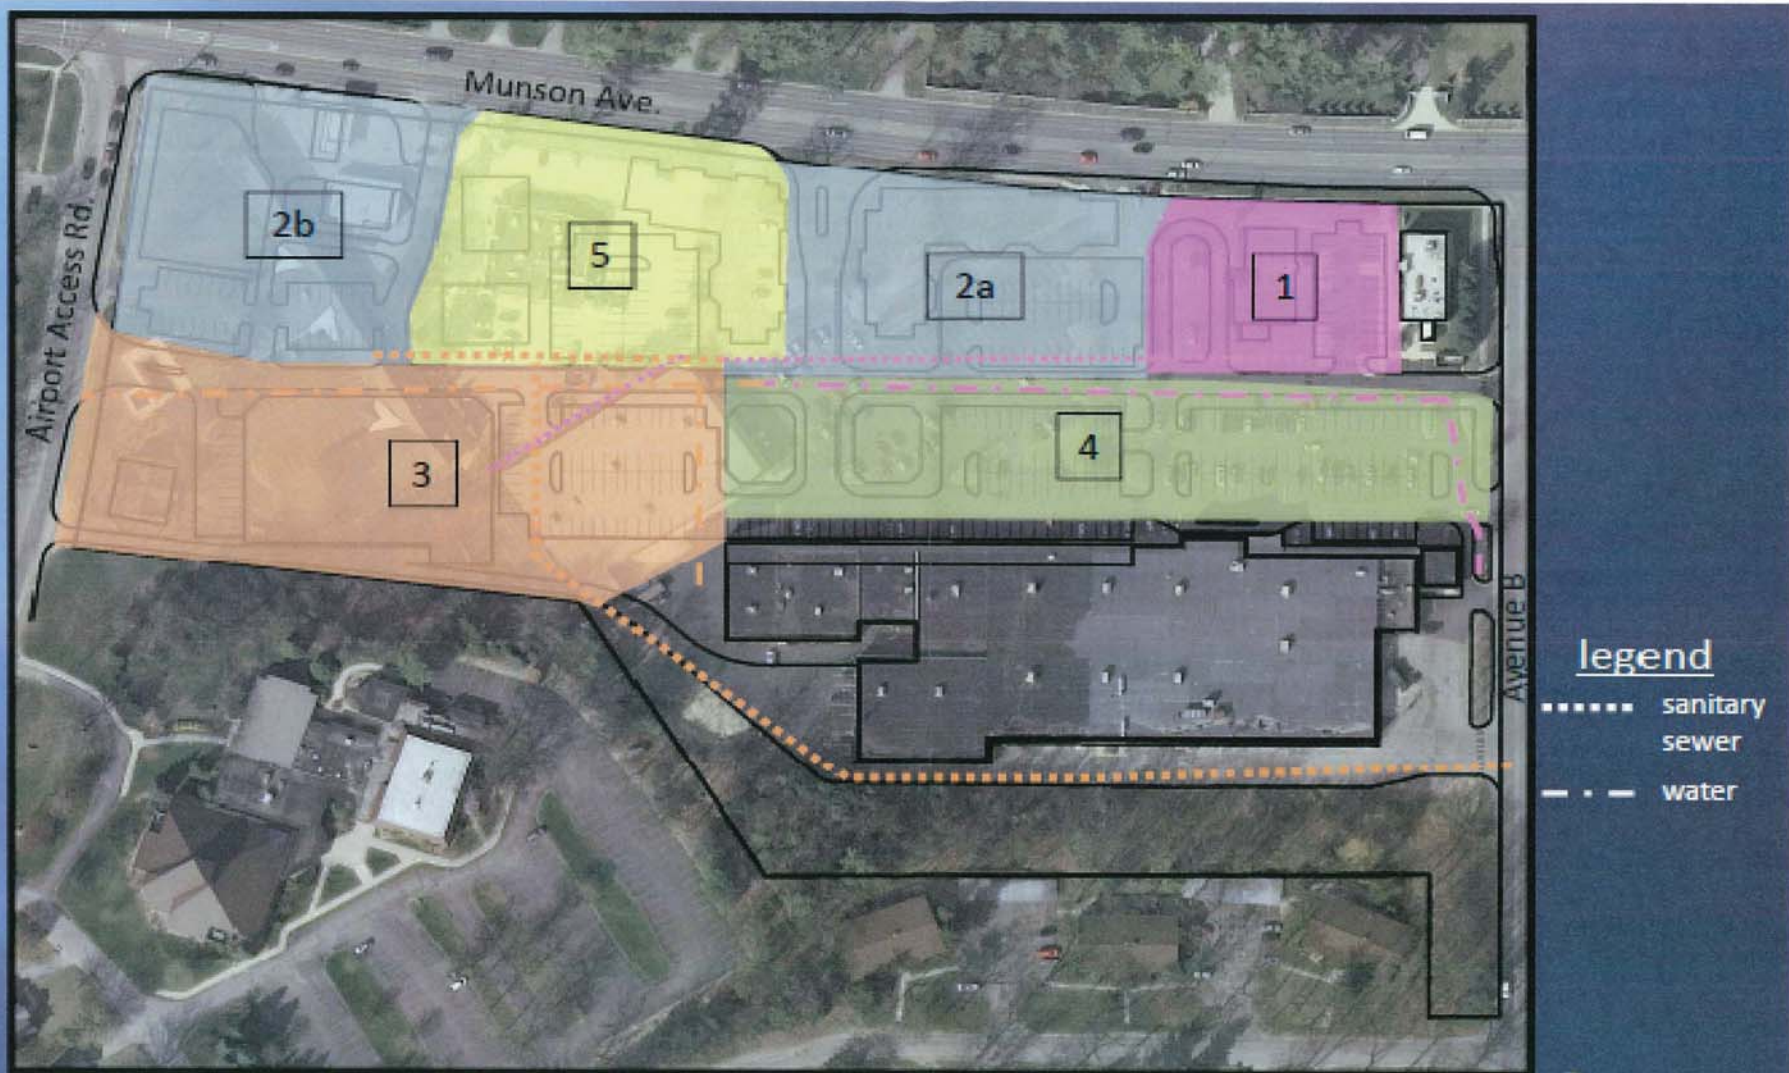 Munson Ave.
Airport Access Rd.
2b
5
2a
1
3
4
Avenue B
legend
sanitary
sewer
water